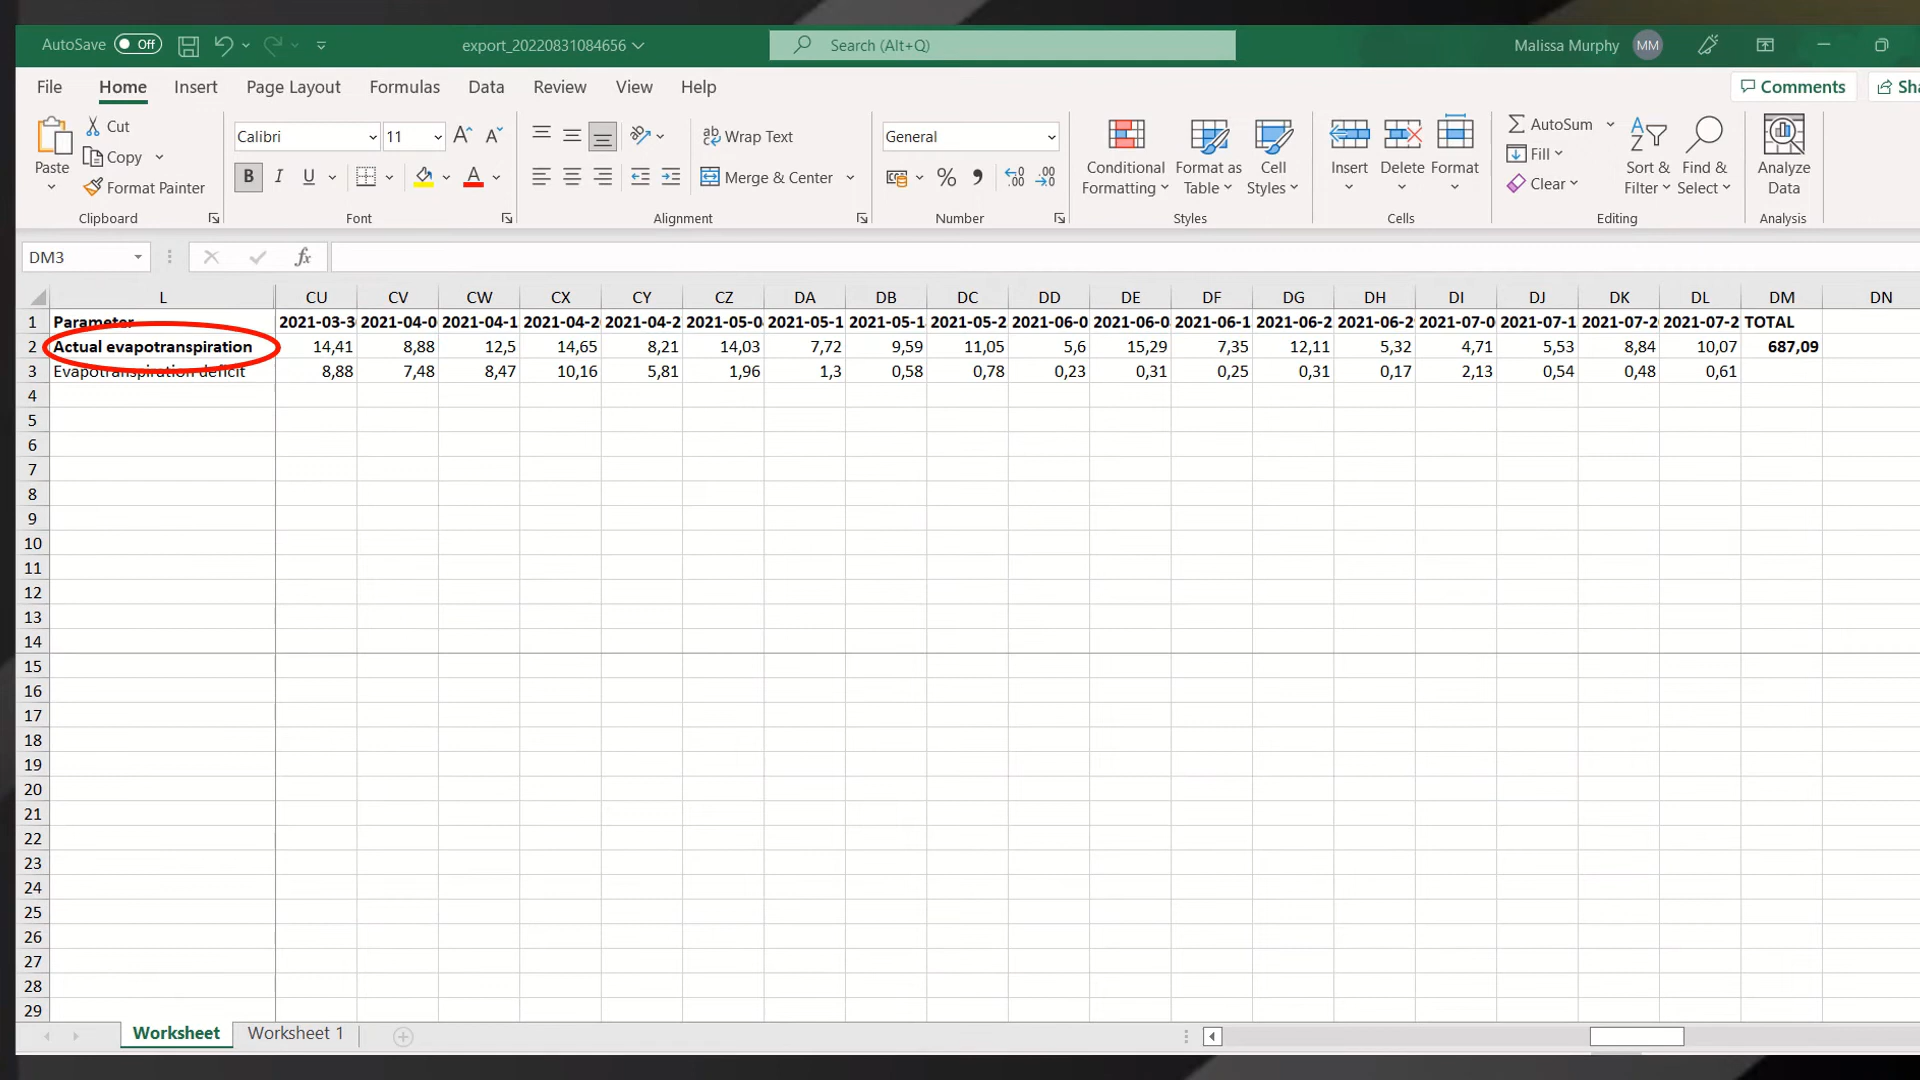 AutoSave Off export_20220831084656 Search (Alt+Q) Malissa Murphy MM
File Home Insert Page Layout Formulas Data Review View Help Comments Sha
Paste Cut Copy Format Painter
Calibri 11
B I U A
Wrap Text
Merge & Center
General
% 
Conditional Formatting Format as Table Cell Styles
Insert Delete Format
AutoSum Fill Clear
Sort & Filter Find & Select
Analyze Data
Clipboard Font Alignment Number Styles Cells Editing Analysis
DM3 fx
L CU CV CW CX CY CZ DA DB DC DD DE DF DG DH DI DJ DK DL DM DN
1 Parameter 2021-03-3 2021-04-0 2021-04-1 2021-04-2 2021-04-2 2021-05-0 2021-05-1 2021-05-1 2021-05-2 2021-06-0 2021-06-0 2021-06-1 2021-06-2 2021-06-2 2021-07-0 2021-07-1 2021-07-2 2021-07-2 TOTAL
2 Actual evapotranspiration 14,41 8,88 12,5 14,65 8,21 14,03 7,72 9,59 11,05 5,6 15,29 7,35 12,11 5,32 4,71 5,53 8,84 10,07 687,09
3 Evapotranspiration deficit 8,88 7,48 8,47 10,16 5,81 1,96 1,3 0,58 0,78 0,23 0,31 0,25 0,31 0,17 2,13 0,54 0,48 0,61
4
5
6
7
8
9
10
11
12
13
14
15
16
17
18
19
20
21
22
23
24
25
26
27
28
29
Worksheet Worksheet 1